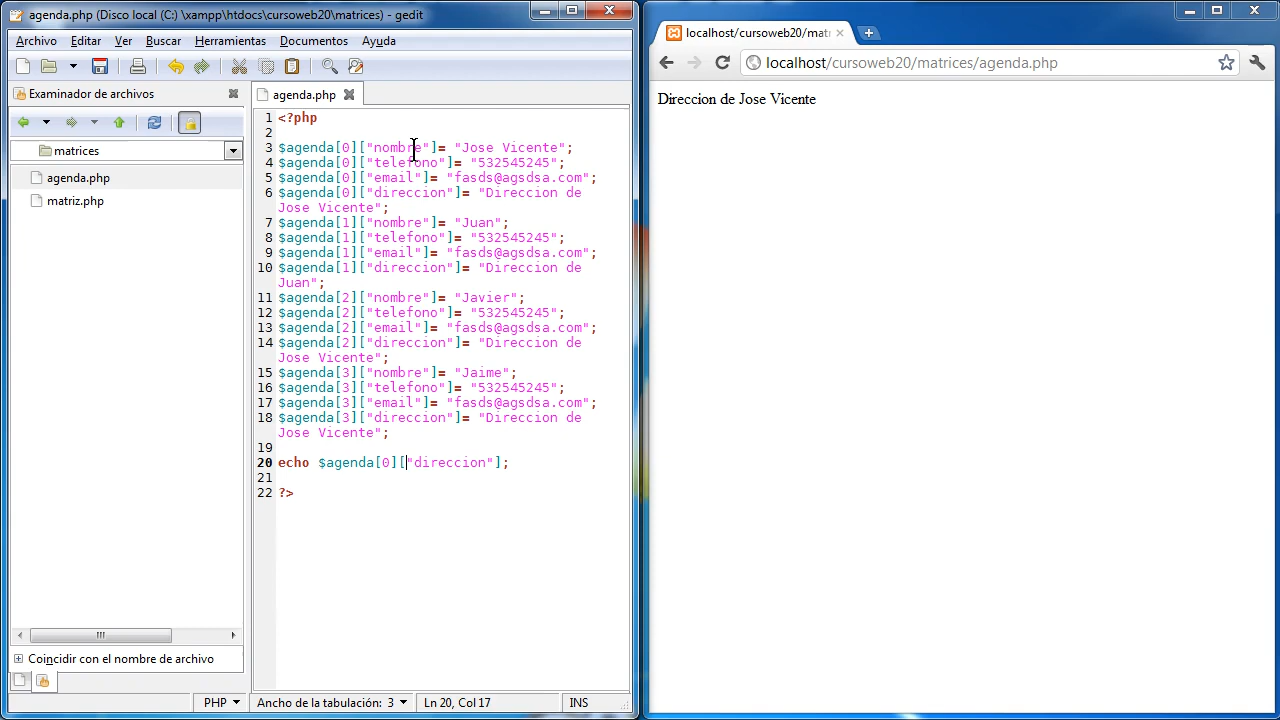 agenda.php (Disco local (C:) \xampp\htdocs\cursoweb20\matrices) - gedit
Archivo Editar Ver Buscar Herramientas Documentos Ayuda
Examinador de archivos
matrices
agenda.php
matriz.php
Coincidir con el nombre de archivo
agenda.php
1 <?php
2
3 $agenda[0]["nombre"]= "Jose Vicente";
4 $agenda[0]["telefono"]= "532545245";
5 $agenda[0]["email"]= "fasds@agsdsa.com";
6 $agenda[0]["direccion"]= "Direccion de
Jose Vicente";
7 $agenda[1]["nombre"]= "Juan";
8 $agenda[1]["telefono"]= "532545245";
9 $agenda[1]["email"]= "fasds@agsdsa.com";
10 $agenda[1]["direccion"]= "Direccion de
Juan";
11 $agenda[2]["nombre"]= "Javier";
12 $agenda[2]["telefono"]= "532545245";
13 $agenda[2]["email"]= "fasds@agsdsa.com";
14 $agenda[2]["direccion"]= "Direccion de
Jose Vicente";
15 $agenda[3]["nombre"]= "Jaime";
16 $agenda[3]["telefono"]= "532545245";
17 $agenda[3]["email"]= "fasds@agsdsa.com";
18 $agenda[3]["direccion"]= "Direccion de
Jose Vicente";
19
20 echo $agenda[0]["direccion"];
21
22 ?>
PHP Ancho de la tabulación: 3 Ln 20, Col 17 INS
localhost/cursoweb20/matr
localhost/cursoweb20/matrices/agenda.php
Direccion de Jose Vicente